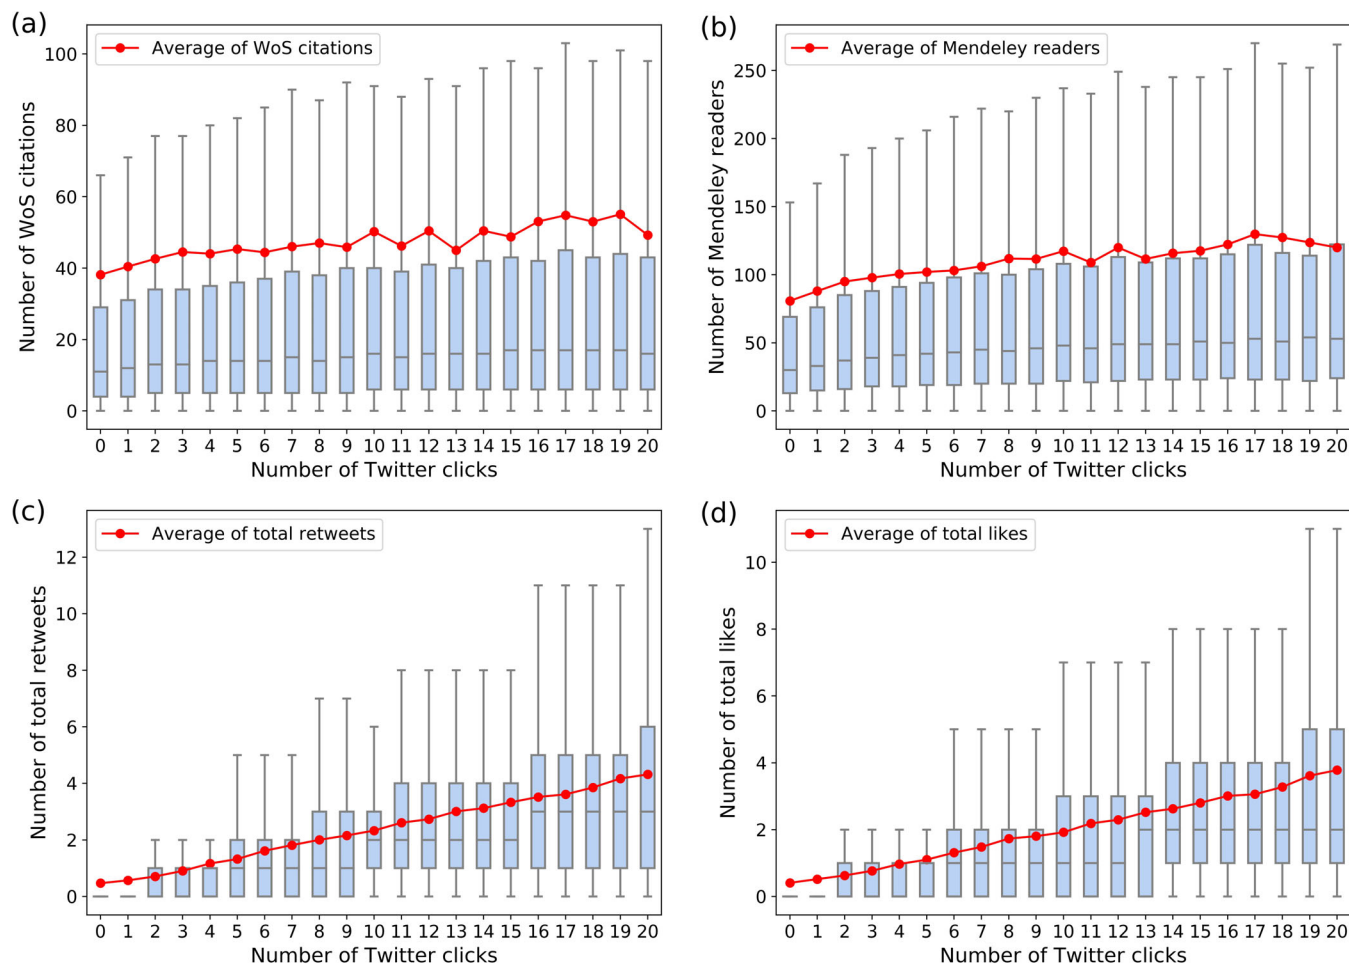 (a)
Average of WoS citations
Number of WoS citations
100
80
60
40
20
0
0 1 2 3 4 5 6 7 8 9 10 11 12 13 14 15 16 17 18 19 20
Number of Twitter clicks
(b)
Average of Mendeley readers
Number of Mendeley readers
250
200
150
100
50
0
0 1 2 3 4 5 6 7 8 9 10 11 12 13 14 15 16 17 18 19 20
Number of Twitter clicks
(c)
Average of total retweets
Number of total retweets
12
10
8
6
4
2
0
0 1 2 3 4 5 6 7 8 9 10 11 12 13 14 15 16 17 18 19 20
Number of Twitter clicks
(d)
Average of total likes
Number of total likes
10
8
6
4
2
0
0 1 2 3 4 5 6 7 8 9 10 11 12 13 14 15 16 17 18 19 20
Number of Twitter clicks